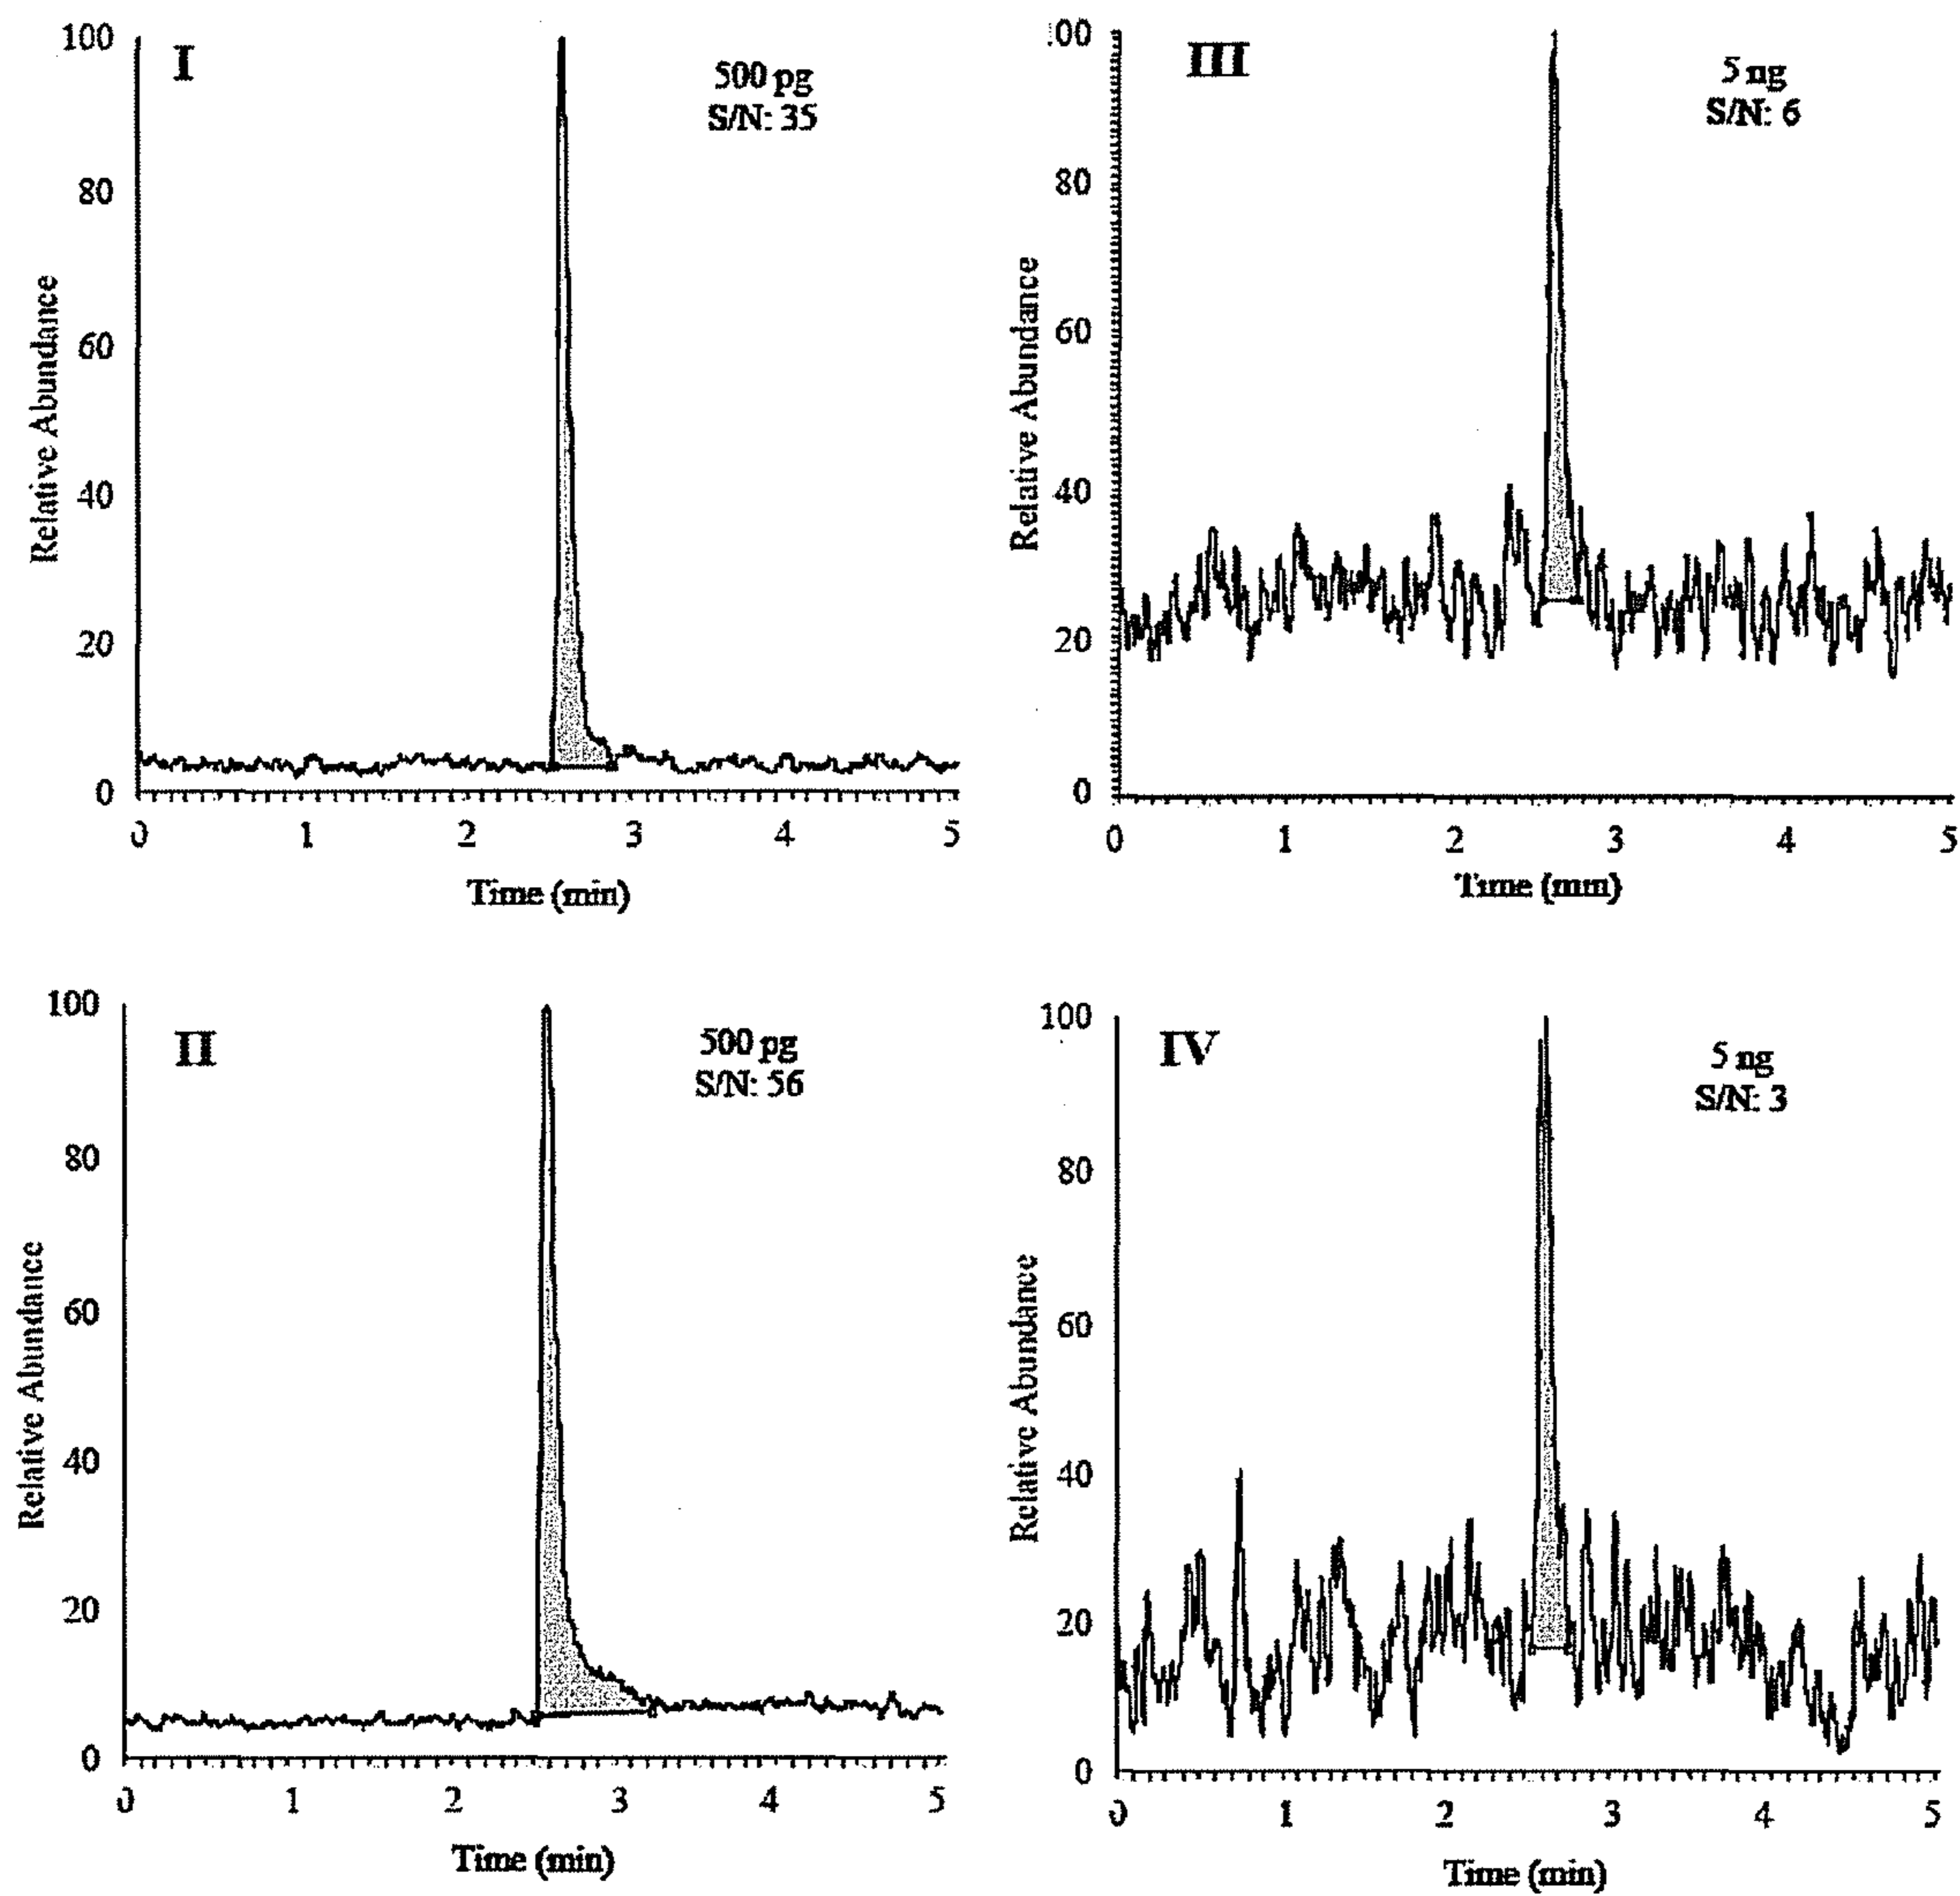 I
500 pg
S/N: 35
100
80
60
40
20
0
Relative Abundance
0 1 2 3 4 5
Time (min)
III
5 ng
S/N: 6
00
80
60
40
20
0
Relative Abundance
0 1 2 3 4 5
Time (mm)
II
500 pg
S/N: 56
100
80
60
40
20
0
Relative Abundance
0 1 2 3 4 5
Time (min)
IV
5 ng
S/N: 3
100
80
60
40
20
0
Relative Abundance
0 1 2 3 4 5
Time (min)